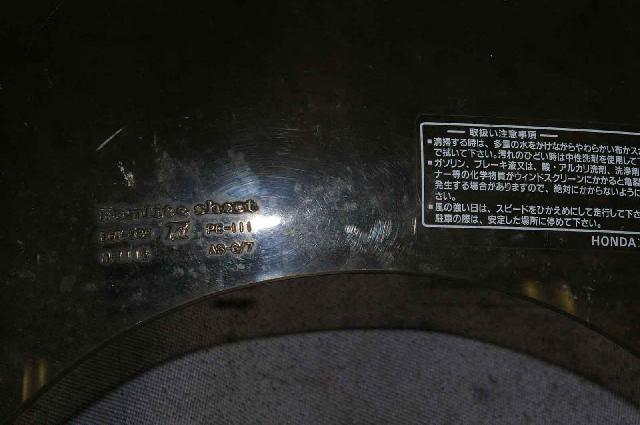 取扱い注意事項
■清掃する時は、多量の水をかけながらやわらかい布かス
で拭いて下さい。汚れのひどい時は中性洗剤を使用して
■ガソリン、ブレーキ液又は、酸・アルカリ洗剤、洗浄剤
ナー等の化学物質がウインドスクリーンにかかると亀裂
発生する場合がありますので、絶対にかからないように
さい。
■風の強い日は、スピードをひかえめにして走行して下さ
駐車の際は、安定した場所に停めて下さい。
HONDA
sheet
PC-111
AS-6/7